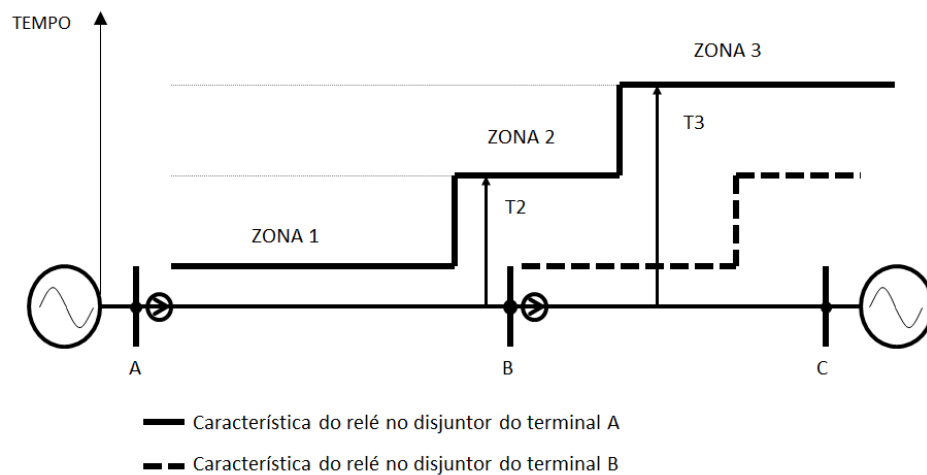 TEMPO
ZONA 3
T3
ZONA 2
T2
ZONA 1
A
B
C
Característica do relé no disjuntor do terminal A
Característica do relé no disjuntor do terminal B